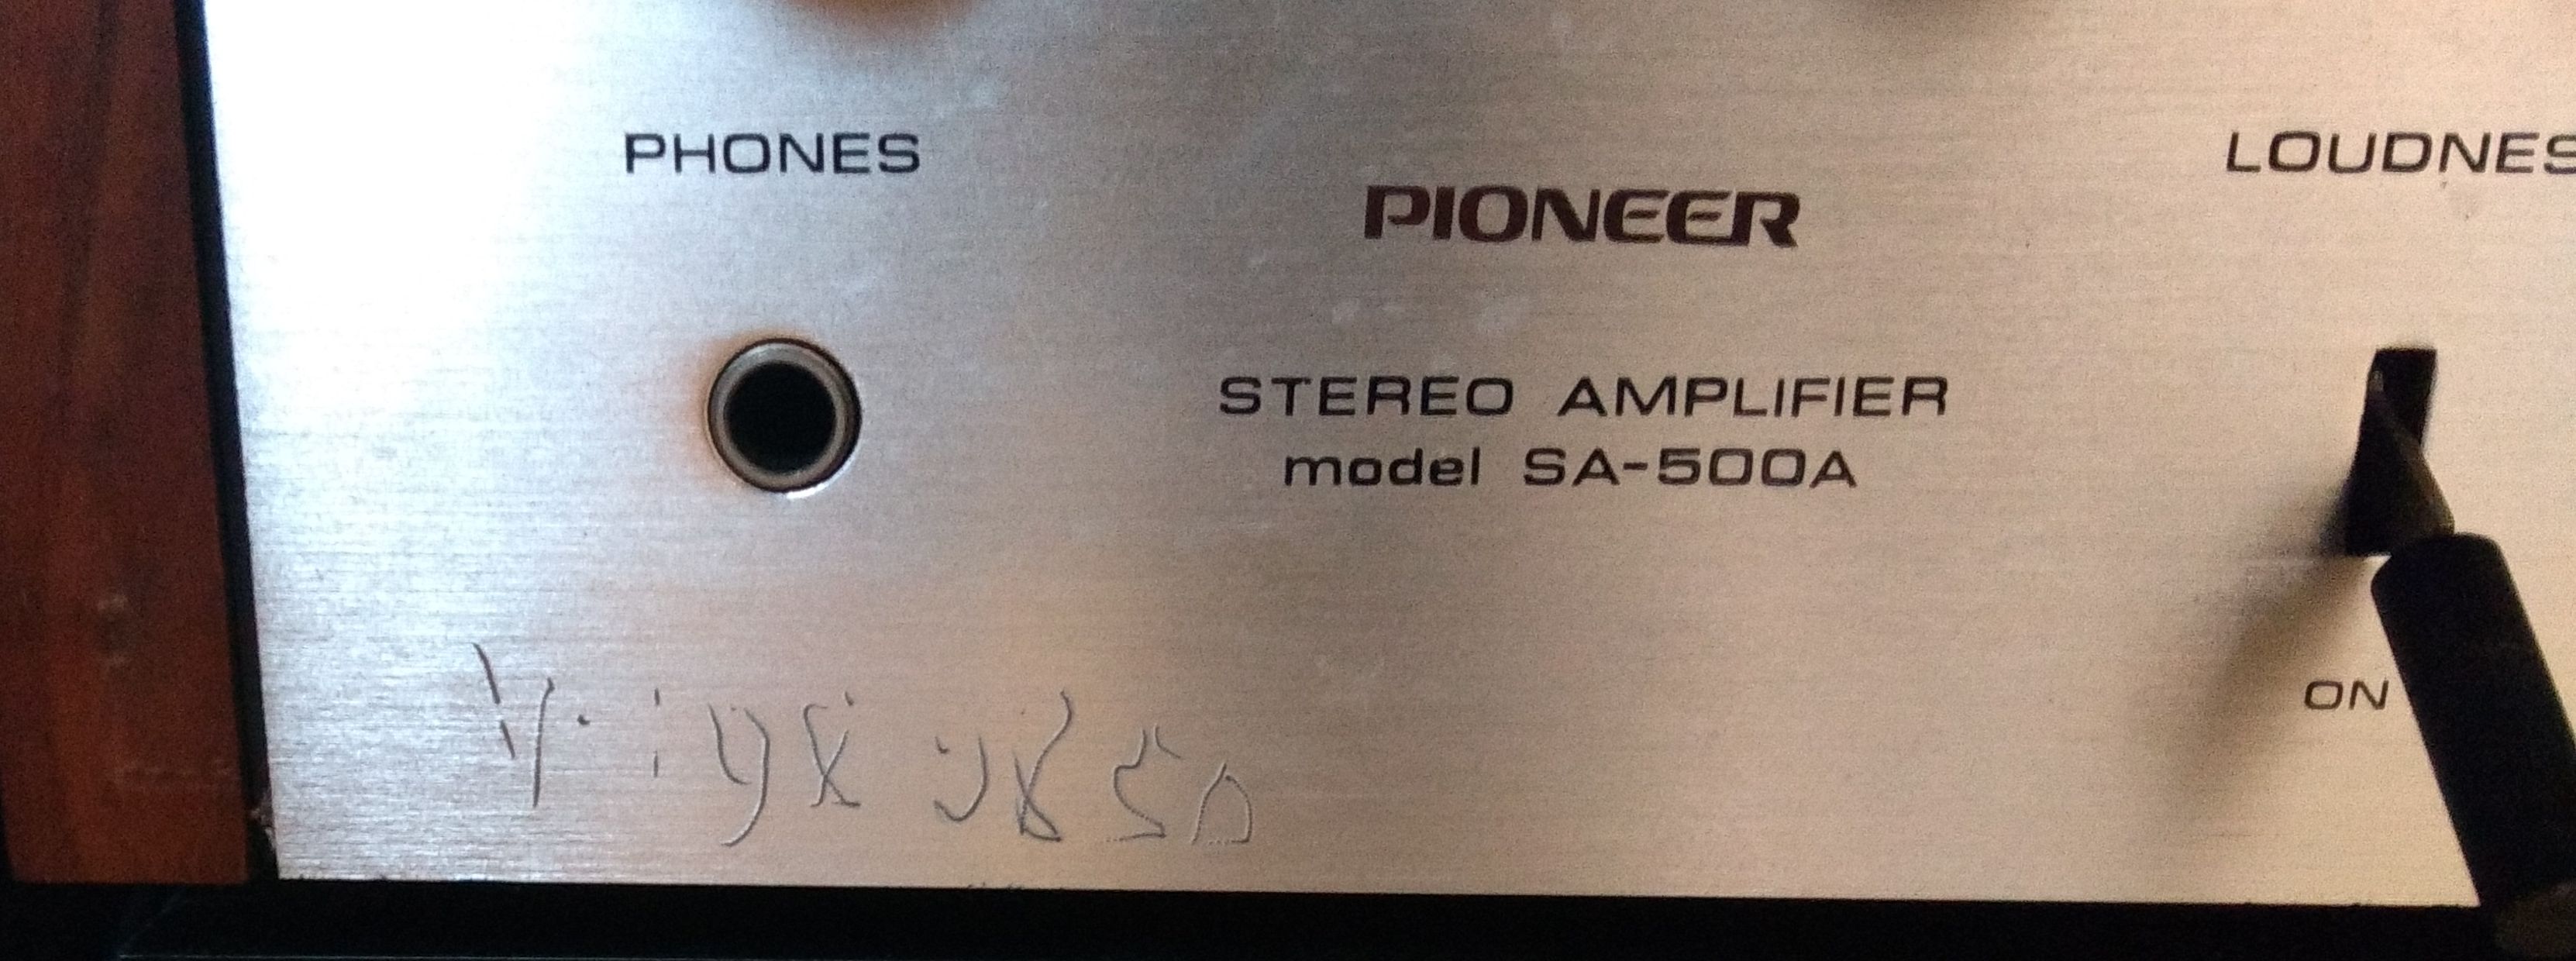 PHONES
PIONEER
LOUDNES
STEREO AMPLIFIER
model SA-500A
ON